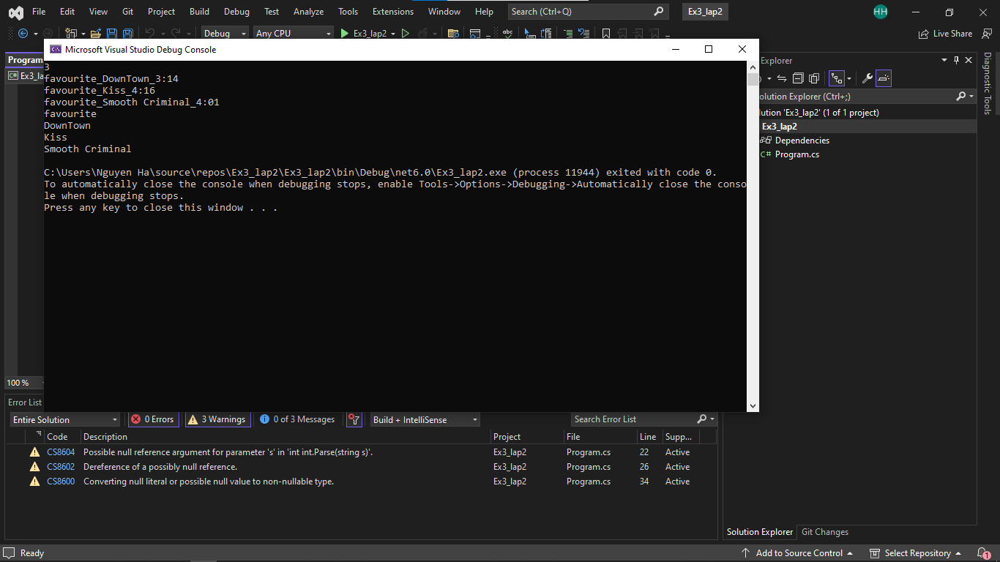 File Edit View Git Project Build Debug Test Analyze Tools Extensions Window Help Search (Ctrl+Q) Ex3_lap2 HH
Debug Any CPU Ex3_lap2 Live Share
Microsoft Visual Studio Debug Console
Program
Explorer
Ex3_la
3
favourite_DownTown_3:14
favourite_Kiss_4:16
favourite_Smooth Criminal_4:01
favourite
DownTown
Kiss
Smooth Criminal
C:\Users\Nguyen Ha\source\repos\Ex3_lap2\Ex3_lap2\bin\Debug\net6.0\Ex3_lap2.exe (process 11944) exited with code 0.
To automatically close the console when debugging stops, enable Tools->Options->Debugging->Automatically close the conso
le when debugging stops.
Press any key to close this window . . .
olution Explorer (Ctrl+;)
lution 'Ex3_lap2' (1 of 1 project)
Ex3_lap2
Dependencies
C# Program.cs
Diagnostic Tools
100 %
Error List
Entire Solution 0 Errors 3 Warnings 0 of 3 Messages Build + IntelliSense Search Error List
Code Description Project File Line Supp...
CS8604 Possible null reference argument for parameter 's' in 'int int.Parse(string s)'. Ex3_lap2 Program.cs 22 Active
CS8602 Dereference of a possibly null reference. Ex3_lap2 Program.cs 26 Active
CS8600 Converting null literal or possible null value to non-nullable type. Ex3_lap2 Program.cs 34 Active
Solution Explorer Git Changes
Ready Add to Source Control Select Repository 1